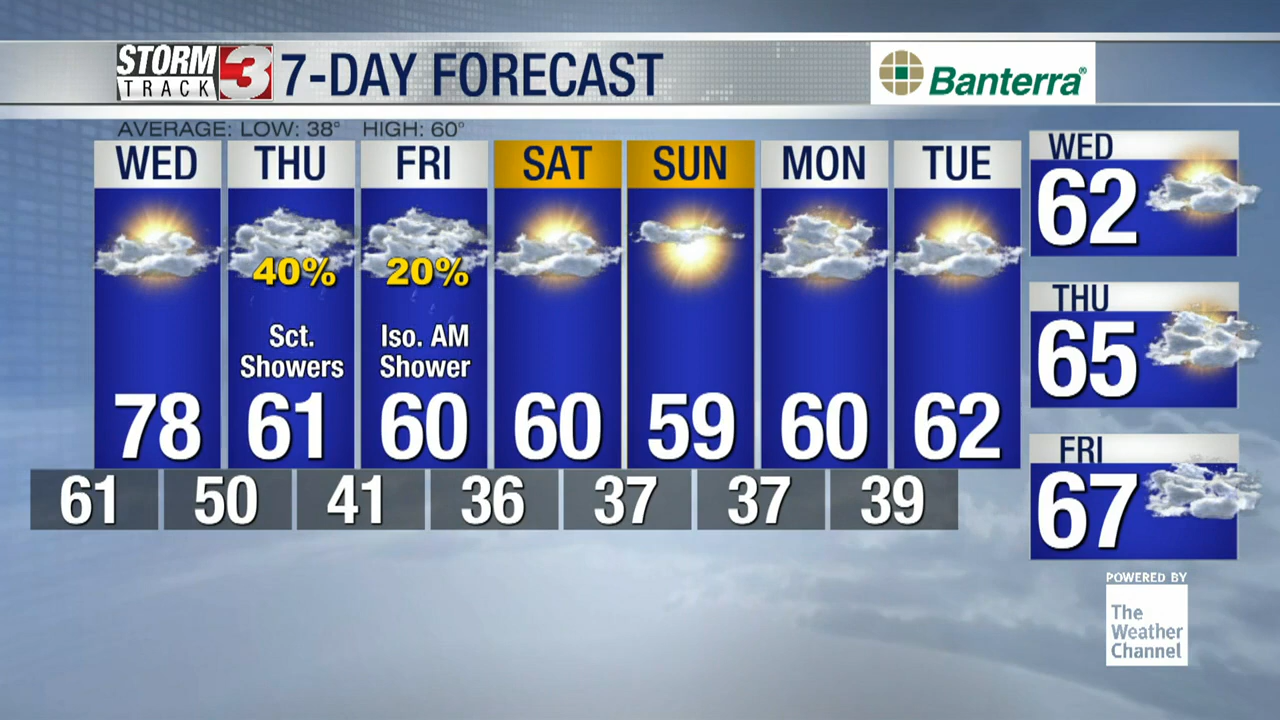 STORM
TRACK
3
7-DAY FORECAST
Banterra®
AVERAGE: LOW: 38° HIGH: 60°
WED THU FRI SAT SUN MON TUE
40% 20%
Sct. Iso. AM
Showers Shower
78 61 60 60 59 60 62
61 50 41 36 37 37 39
WED
62
THU
65
FRI
67
POWERED BY
The
Weather
Channel